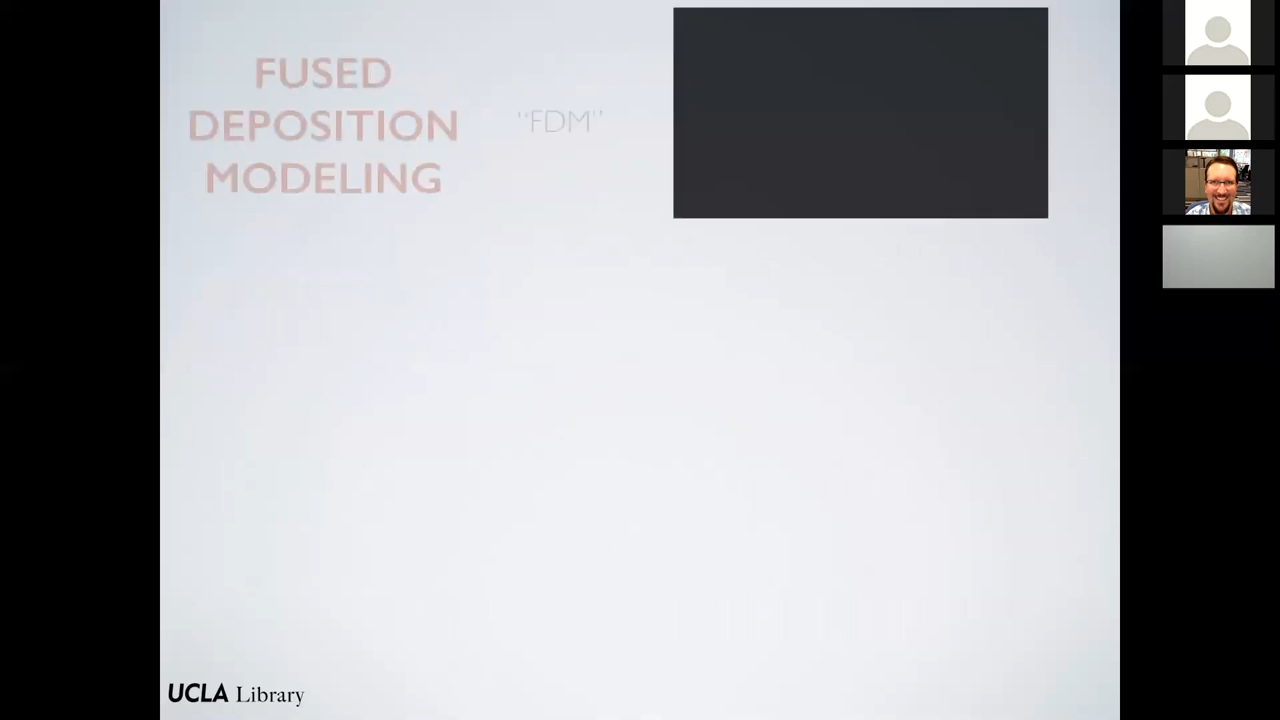 FUSED
DEPOSITION
MODELING
“FDM”
UCLA Library